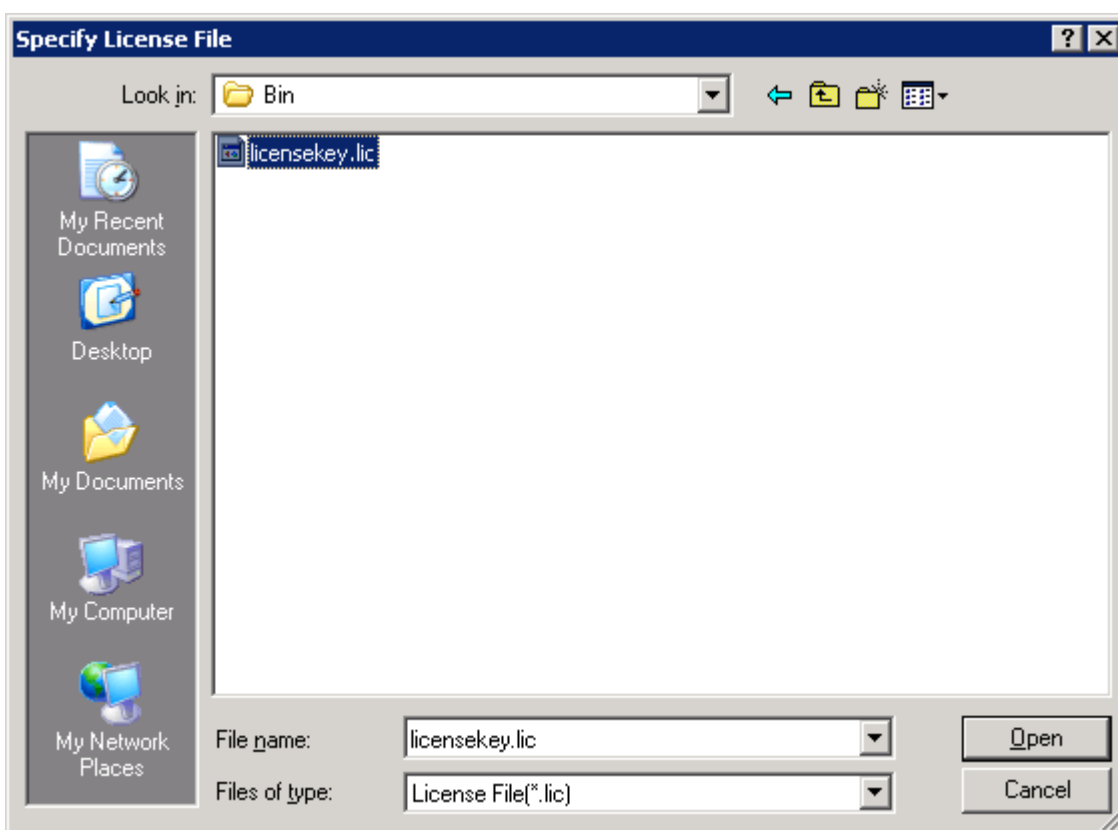 Specify License File
Look in: Bin
licensekey.lic
My Recent
Documents
Desktop
My Documents
My Computer
My Network
Places
File name: licensekey.lic Open
Files of type: License File(*.lic) Cancel